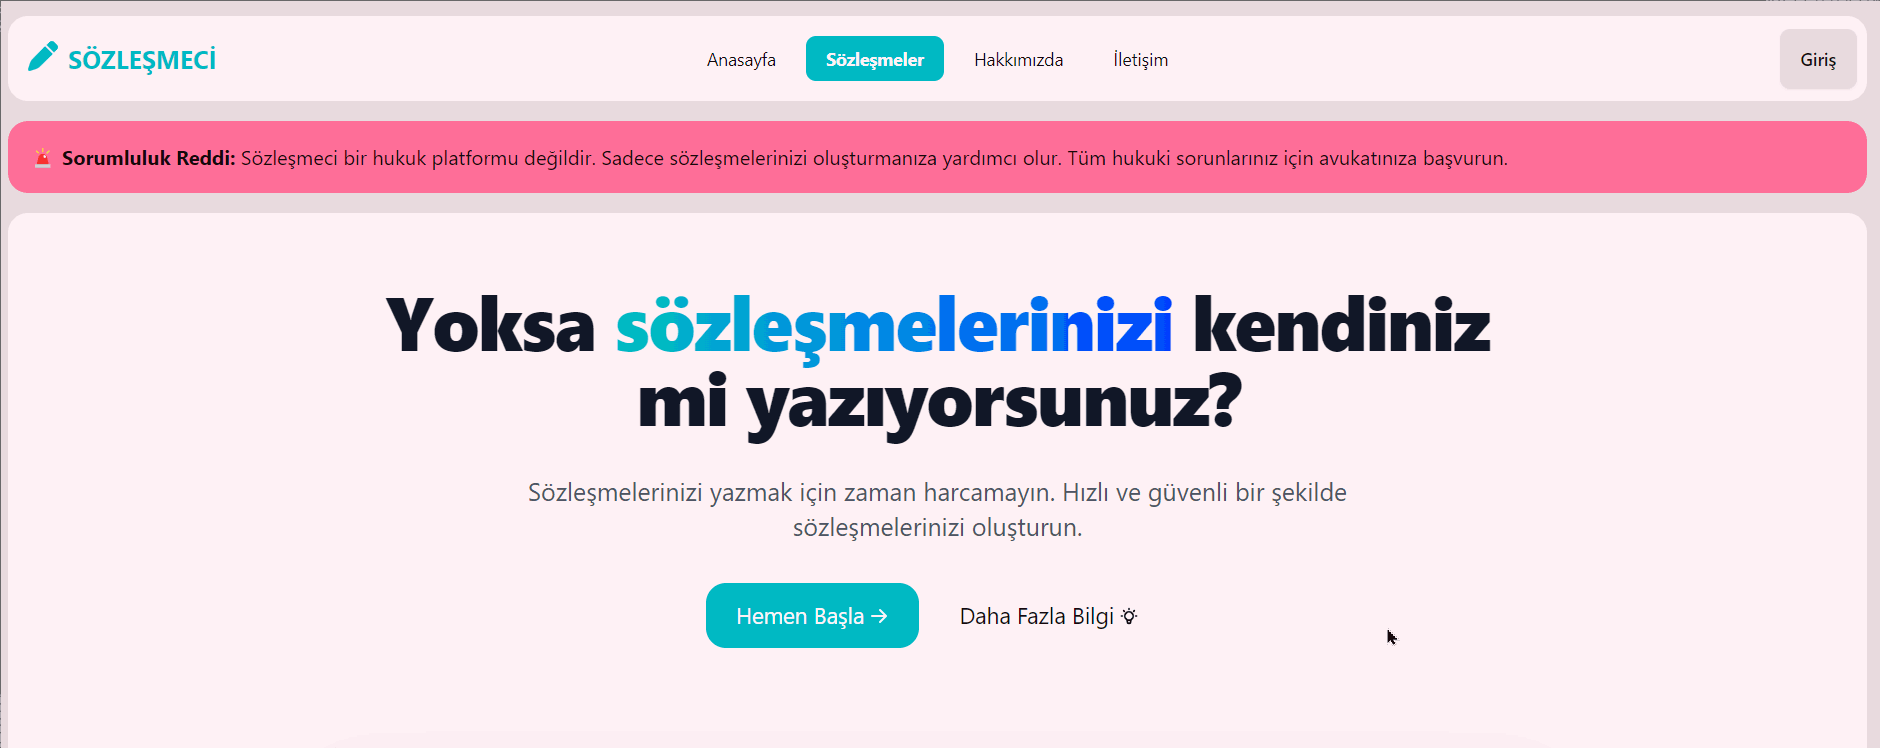 SÖZLEŞMECİ
Anasayfa
Sözleşmeler
Hakkımızda
İletişim
Giriş
🚨 Sorumluluk Reddi: Sözleşmeci bir hukuk platformu değildir. Sadece sözleşmelerinizi oluşturmanıza yardımcı olur. Tüm hukuki sorunlarınız için avukatınıza başvurun.
Yoksa sözleşmelerinizi kendiniz
mi yazıyorsunuz?
Sözleşmelerinizi yazmak için zaman harcamayın. Hızlı ve güvenli bir şekilde
sözleşmelerinizi oluşturun.
Hemen Başla →
Daha Fazla Bilgi